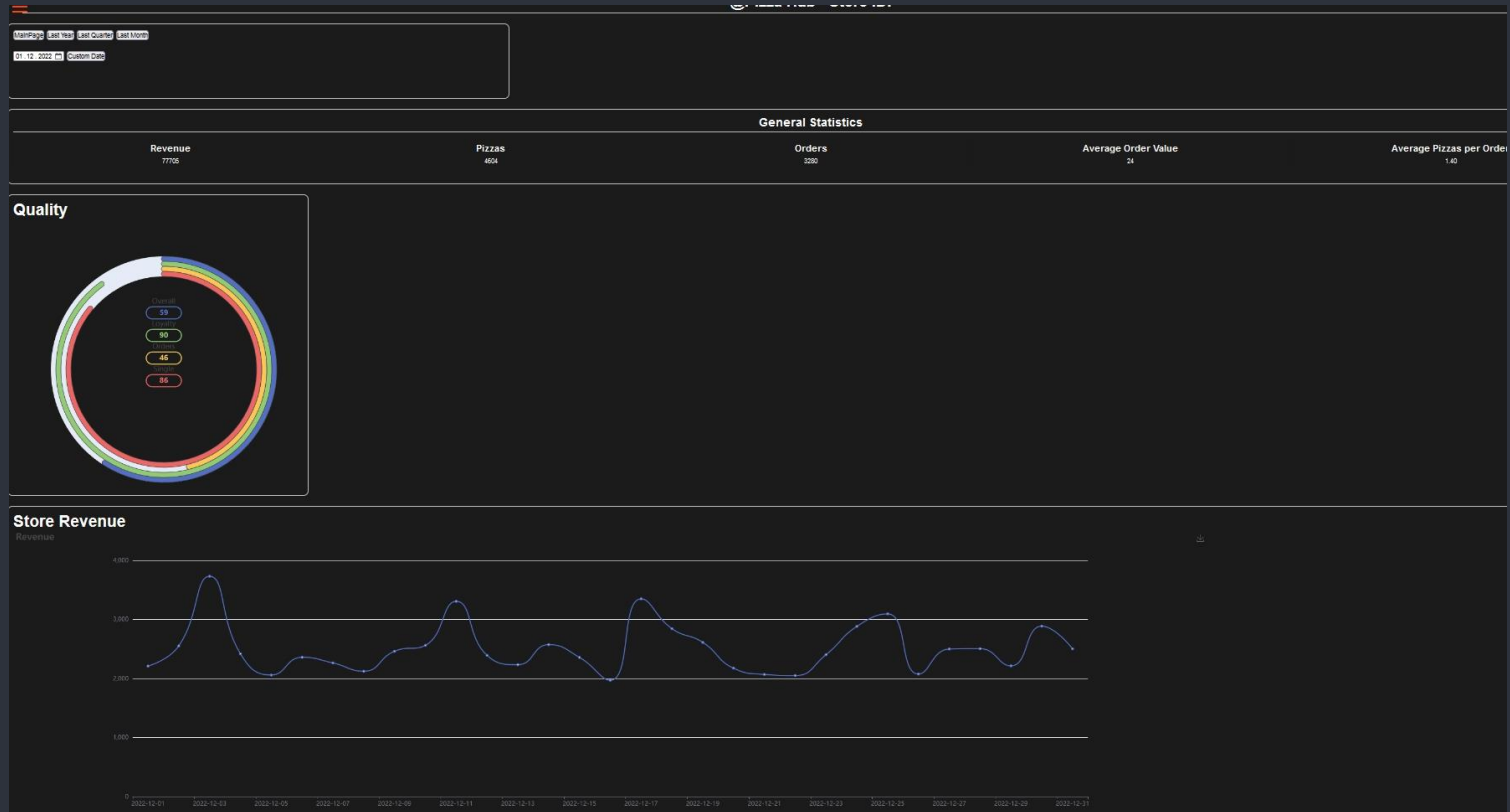 MainPage Last Year Last Quarter Last Month
01.12.2022 Custom Date
General Statistics
Revenue Pizzas Orders Average Order Value Average Pizzas per Order
77705 4604 3280 24 1.40
Quality
Overall
59
Loyalty
90
Orders
46
Single
86
Store Revenue
Revenue
4,000
3,000
2,000
1,000
0
2022-12-01 2022-12-03 2022-12-05 2022-12-07 2022-12-09 2022-12-11 2022-12-13 2022-12-15 2022-12-17 2022-12-19 2022-12-21 2022-12-23 2022-12-25 2022-12-27 2022-12-29 2022-12-31